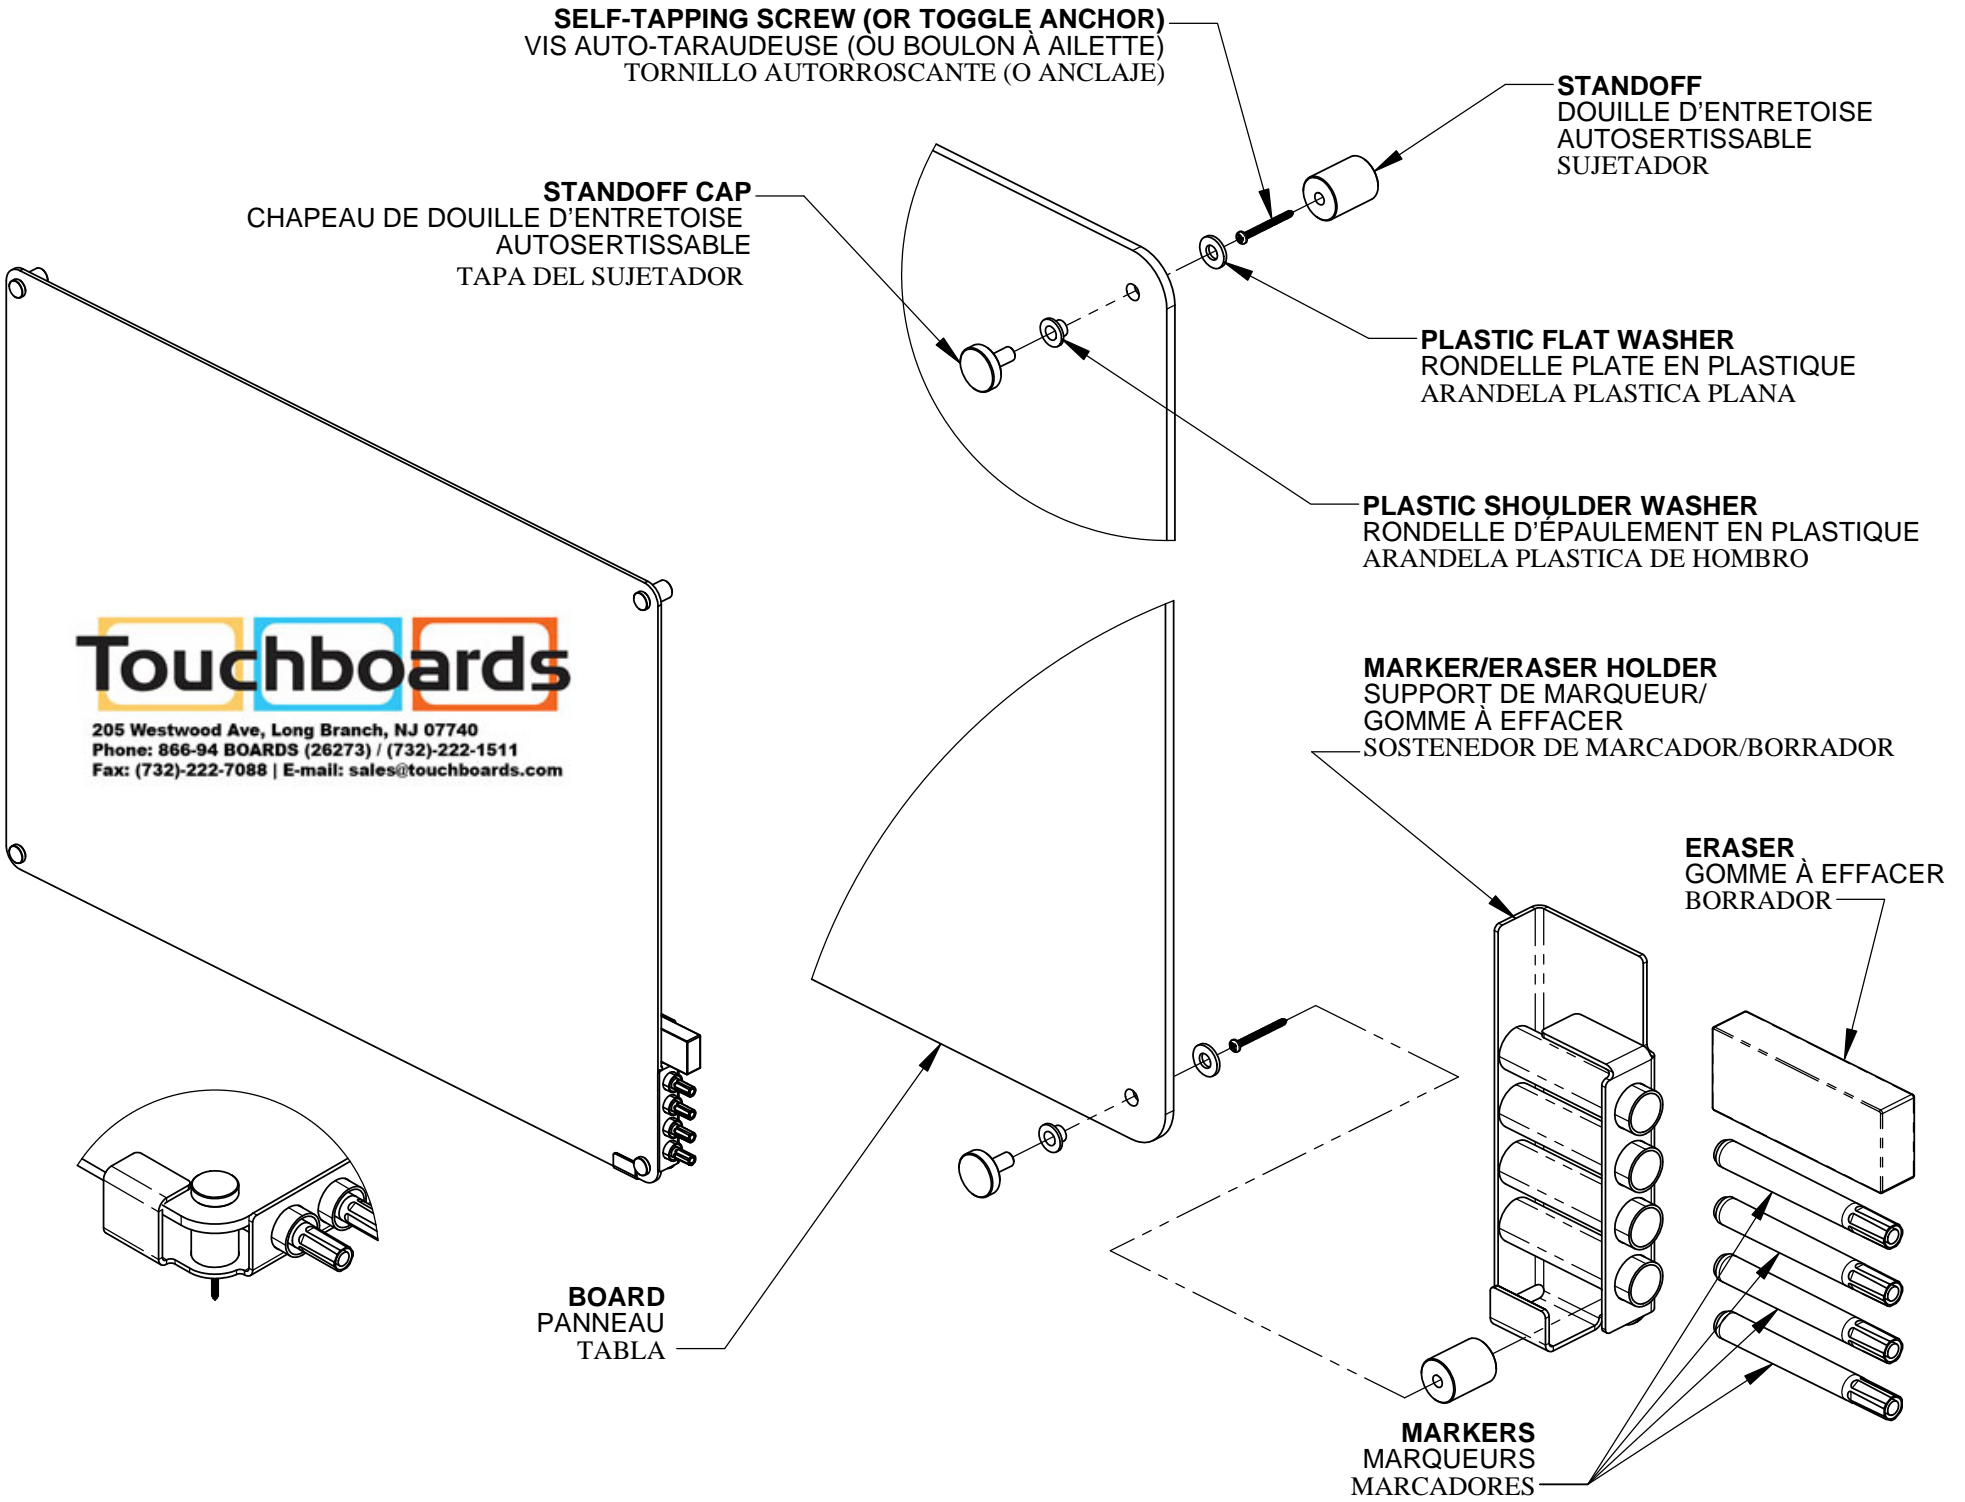 SELF-TAPPING SCREW (OR TOGGLE ANCHOR)
VIS AUTO-TARAUDEUSE (OU BOULON À AILETTE)
TORNILLO AUTORROSCANTE (O ANCLAJE)
STANDOFF
DOUILLE D'ENTRETOISE
AUTOSERTISSABLE
SUJETADOR
STANDOFF CAP
CHAPEAU DE DOUILLE D'ENTRETOISE
AUTOSERTISSABLE
TAPA DEL SUJETADOR
PLASTIC FLAT WASHER
RONDELLE PLATE EN PLASTIQUE
ARANDELA PLASTICA PLANA
PLASTIC SHOULDER WASHER
RONDELLE D'ÉPAULEMENT EN PLASTIQUE
ARANDELA PLASTICA DE HOMBRO
Touchboards
205 Westwood Ave, Long Branch, NJ 07740
Phone: 866-94 BOARDS (26273) / (732)-222-1511
Fax: (732)-222-7088 | E-mail: sales@touchboards.com
MARKER/ERASER HOLDER
SUPPORT DE MARQUEUR/
GOMME À EFFACER
SOSTENEDOR DE MARCADOR/BORRADOR
ERASER
GOMME À EFFACER
BORRADOR
BOARD
PANNEAU
TABLA
MARKERS
MARQUEURS
MARCADORES